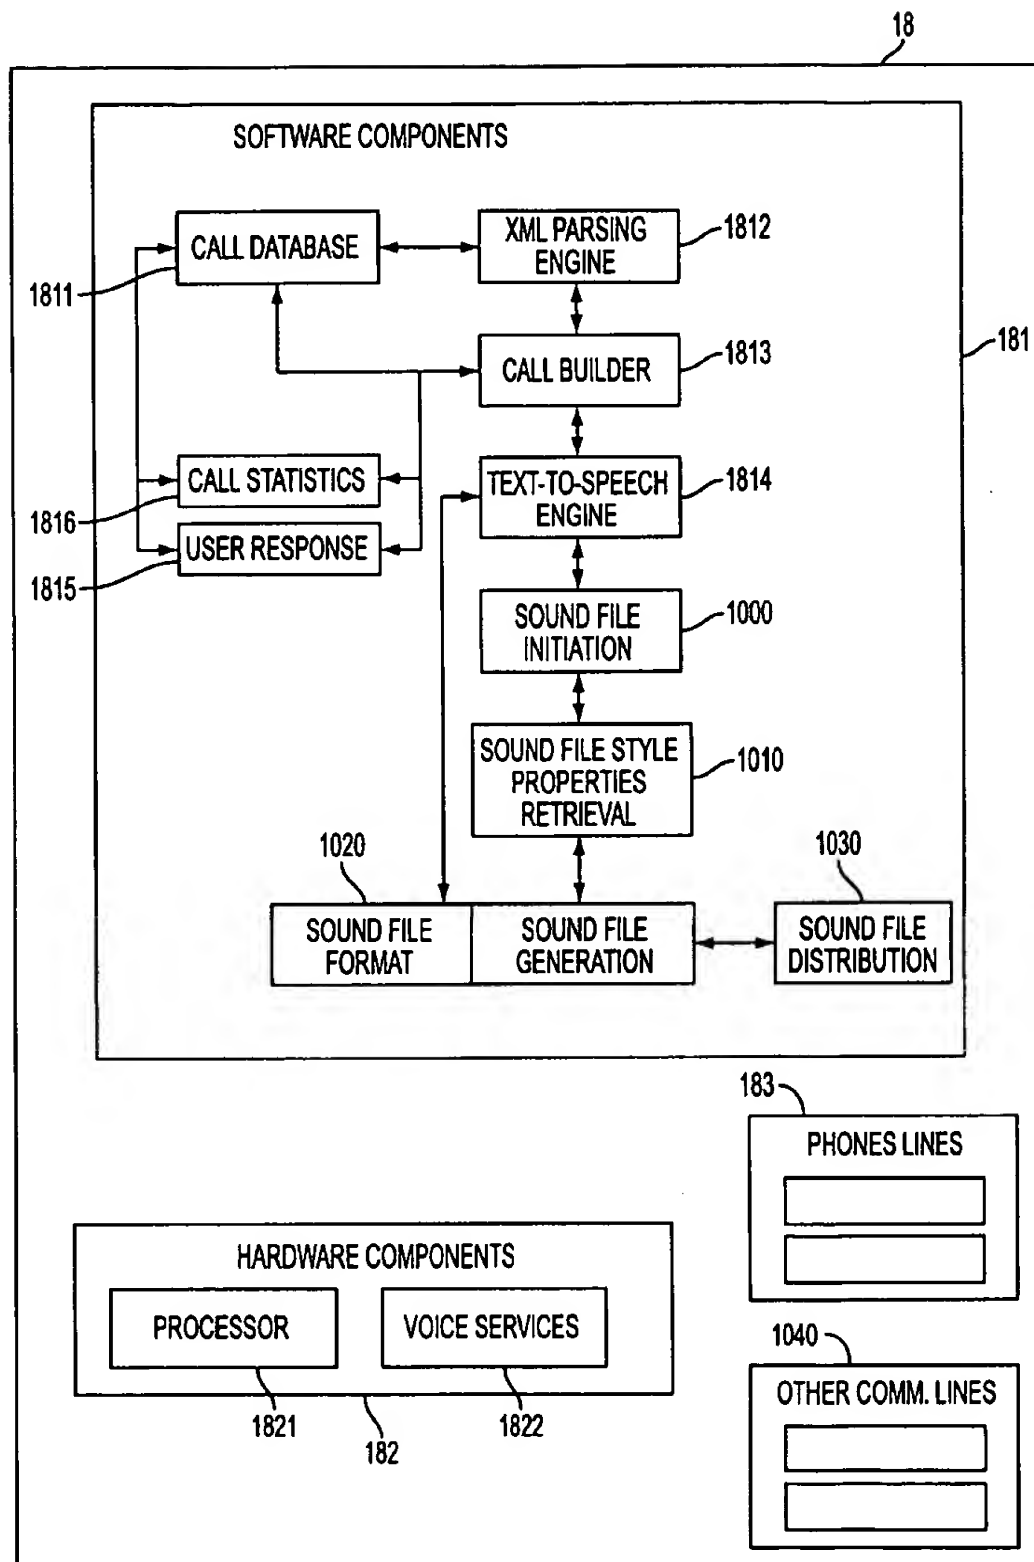 18
SOFTWARE COMPONENTS
CALL DATABASE
1811
XML PARSING
ENGINE
1812
181
CALL BUILDER
1813
CALL STATISTICS
1816
TEXT-TO-SPEECH
ENGINE
1814
USER RESPONSE
1815
SOUND FILE
INITIATION
1000
SOUND FILE STYLE
PROPERTIES
RETRIEVAL
1010
1020
SOUND FILE
FORMAT
SOUND FILE
GENERATION
1030
SOUND FILE
DISTRIBUTION
183
PHONES LINES
HARDWARE COMPONENTS
PROCESSOR
VOICE SERVICES
1821
182
1822
1040
OTHER COMM. LINES